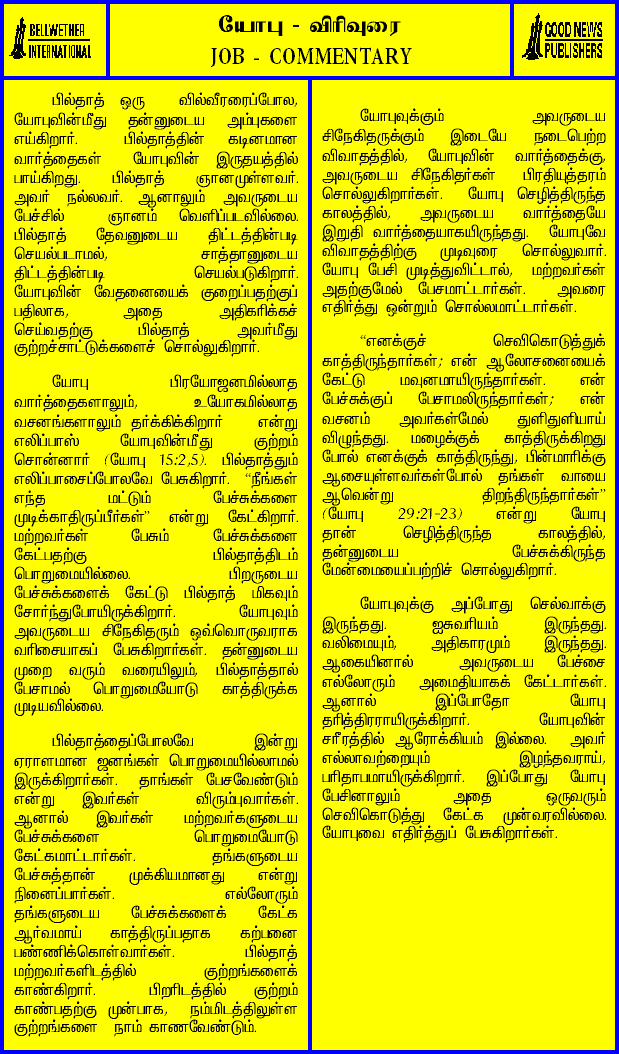 BELLWETHER
INTERNATIONAL
யோபு - விரிவுரை
JOB - COMMENTARY
GOOD NEWS
PUBLISHERS
பில்தாத் ஒரு வில்வீரரைப்போல,
யோபுவின்மீது தன்னுடைய அம்புகளை
எய்கிறார். பில்தாத்தின் கடினமான
வார்த்தைகள் யோபுவின் இருதயத்தில்
பாய்கிறது. பில்தாத் ஞானமுள்ளவர்.
அவர் நல்லவர். ஆனாலும் அவருடைய
பேச்சில் ஞானம் வெளிப்படவில்லை.
பில்தாத் தேவனுடைய திட்டத்தின்படி
செயல்படாமல், சாத்தானுடைய
திட்டத்தின்படி செயல்படுகிறார்.
யோபுவின் வேதனையைக் குறைப்பதற்குப்
பதிலாக, அதை அதிகரிக்கச்
செய்வதற்கு பில்தாத் அவர்மீது
குற்றச்சாட்டுக்களைச் சொல்லுகிறார்.
யோபு பிரயோஜனமில்லாத
வார்த்தைகளாலும், உபயோகமில்லாத
வசனங்களாலும் தர்க்கிக்கிறார் என்று
எலிப்பாஸ் யோபுவின்மீது குற்றம்
சொன்னார் (யோபு 15:2,5). பில்தாத்தும்
எலிப்பாசைப்போலவே பேசுகிறார். “நீங்கள்
எந்த மட்டும் பேச்சுக்களை
முடிக்காதிருப்பீர்கள்” என்று கேட்கிறார்.
மற்றவர்கள் பேசும் பேச்சுக்களை
கேட்பதற்கு பில்தாத்திடம்
பொறுமையில்லை. பிறருடைய
பேச்சுக்களைக் கேட்டு பில்தாத் மிகவும்
சோர்ந்துபோயிருக்கிறார். யோபுவும்
அவருடைய சிநேகிதரும் ஒவ்வொருவராக
வரிசையாகப் பேசுகிறார்கள். தன்னுடைய
முறை வரும் வரையிலும், பில்தாத்தால்
பேசாமல் பொறுமையோடு காத்திருக்க
முடியவில்லை.
பில்தாத்தைப்போலவே இன்று
ஏராளமான ஜனங்கள் பொறுமையில்லாமல்
இருக்கிறார்கள். தாங்கள் பேசவேண்டும்
என்று இவர்கள் விரும்புவார்கள்.
ஆனால் இவர்கள் மற்றவர்களுடைய
பேச்சுக்களை பொறுமையோடு
கேட்கமாட்டார்கள். தங்களுடைய
பேச்சுத்தான் முக்கியமானது என்று
நினைப்பார்கள். எல்லோரும்
தங்களுடைய பேச்சுக்களைக் கேட்க
ஆர்வமாய் காத்திருப்பதாக கற்பனை
பண்ணிக்கொள்வார்கள். பில்தாத்
மற்றவர்களிடத்தில் குற்றங்களைக்
காண்கிறார். பிறரிடத்தில் குற்றம்
காண்பதற்கு முன்பாக, நம்மிடத்திலுள்ள
குற்றங்களை நாம் காணவேண்டும்.
யோபுவுக்கும் அவருடைய
சிநேகிதருக்கும் இடையே நடைபெற்ற
விவாதத்தில், யோபுவின் வார்த்தைக்கு,
அவருடைய சிநேகிதர்கள் பிரதியுத்தரம்
சொல்லுகிறார்கள். யோபு செழித்திருந்த
காலத்தில், அவருடைய வார்த்தையே
இறுதி வார்த்தையாகயிருந்தது. யோபுவே
விவாதத்திற்கு முடிவுரை சொல்லுவார்.
யோபு பேசி முடித்துவிட்டால், மற்றவர்கள்
அதற்குமேல் பேசமாட்டார்கள். அவரை
எதிர்த்து ஒன்றும் சொல்லமாட்டார்கள்.
“எனக்குச் செவிகொடுத்துக்
காத்திருந்தார்கள்; என் ஆலோசனையைக்
கேட்டு மவுனமாயிருந்தார்கள். என்
பேச்சுக்குப் பேசாமலிருந்தார்கள்; என்
வசனம் அவர்கள்மேல் துளிதுளியாய்
விழுந்தது. மழைக்குக் காத்திருக்கிறது
போல் எனக்குக் காத்திருந்து, பின்மாரிக்கு
ஆசையுள்ளவர்கள்போல் தங்கள் வாயை
ஆவென்று திறந்திருந்தார்கள்”
(யோபு 29:21-23) என்று யோபு
தான் செழித்திருந்த காலத்தில்,
தன்னுடைய பேச்சுக்கிருந்த
மேன்மையைப்பற்றிச் சொல்லுகிறார்.
யோபுவுக்கு அப்போது செல்வாக்கு
இருந்தது. ஐசுவரியம் இருந்தது.
வலிமையும், அதிகாரமும் இருந்தது.
ஆகையினால் அவருடைய பேச்சை
எல்லோரும் அமைதியாகக் கேட்டார்கள்.
ஆனால் இப்போதோ யோபு
தரித்திரராயிருக்கிறார். யோபுவின்
சரீரத்தில் ஆரோக்கியம் இல்லை. அவர்
எல்லாவற்றையும் இழந்தவராய்,
பரிதாபமாயிருக்கிறார். இப்போது யோபு
பேசினாலும் அதை ஒருவரும்
செவிகொடுத்து கேட்க முன்வரவில்லை.
யோபுவை எதிர்த்துப் பேசுகிறார்கள்.